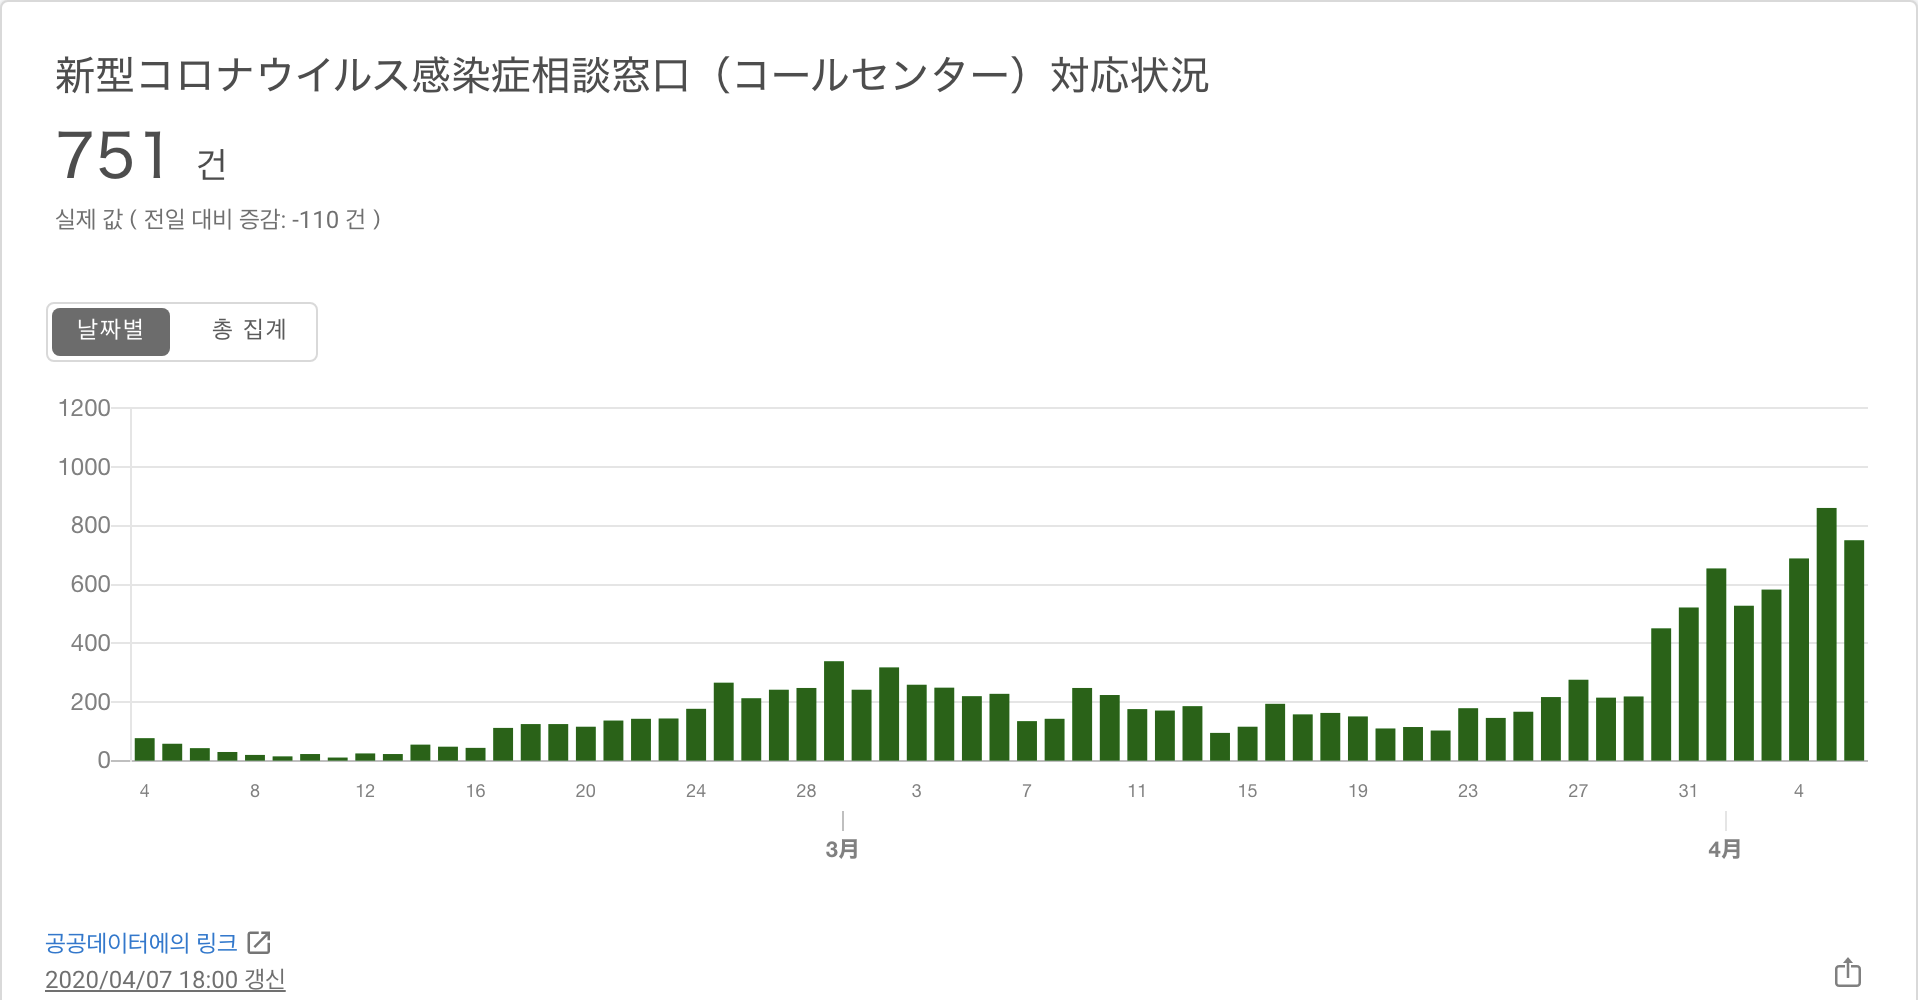 新型コロナウイルス感染症相談窓口（コールセンター）対応状況
751 건
실제 값 ( 전일 대비 증감: -110 건 )
날짜별 총 집계
1200
1000
800
600
400
200
0
4 8 12 16 20 24 28 3 7 11 15 19 23 27 31 4
3月 4月
공공데이터에의 링크
2020/04/07 18:00 갱신